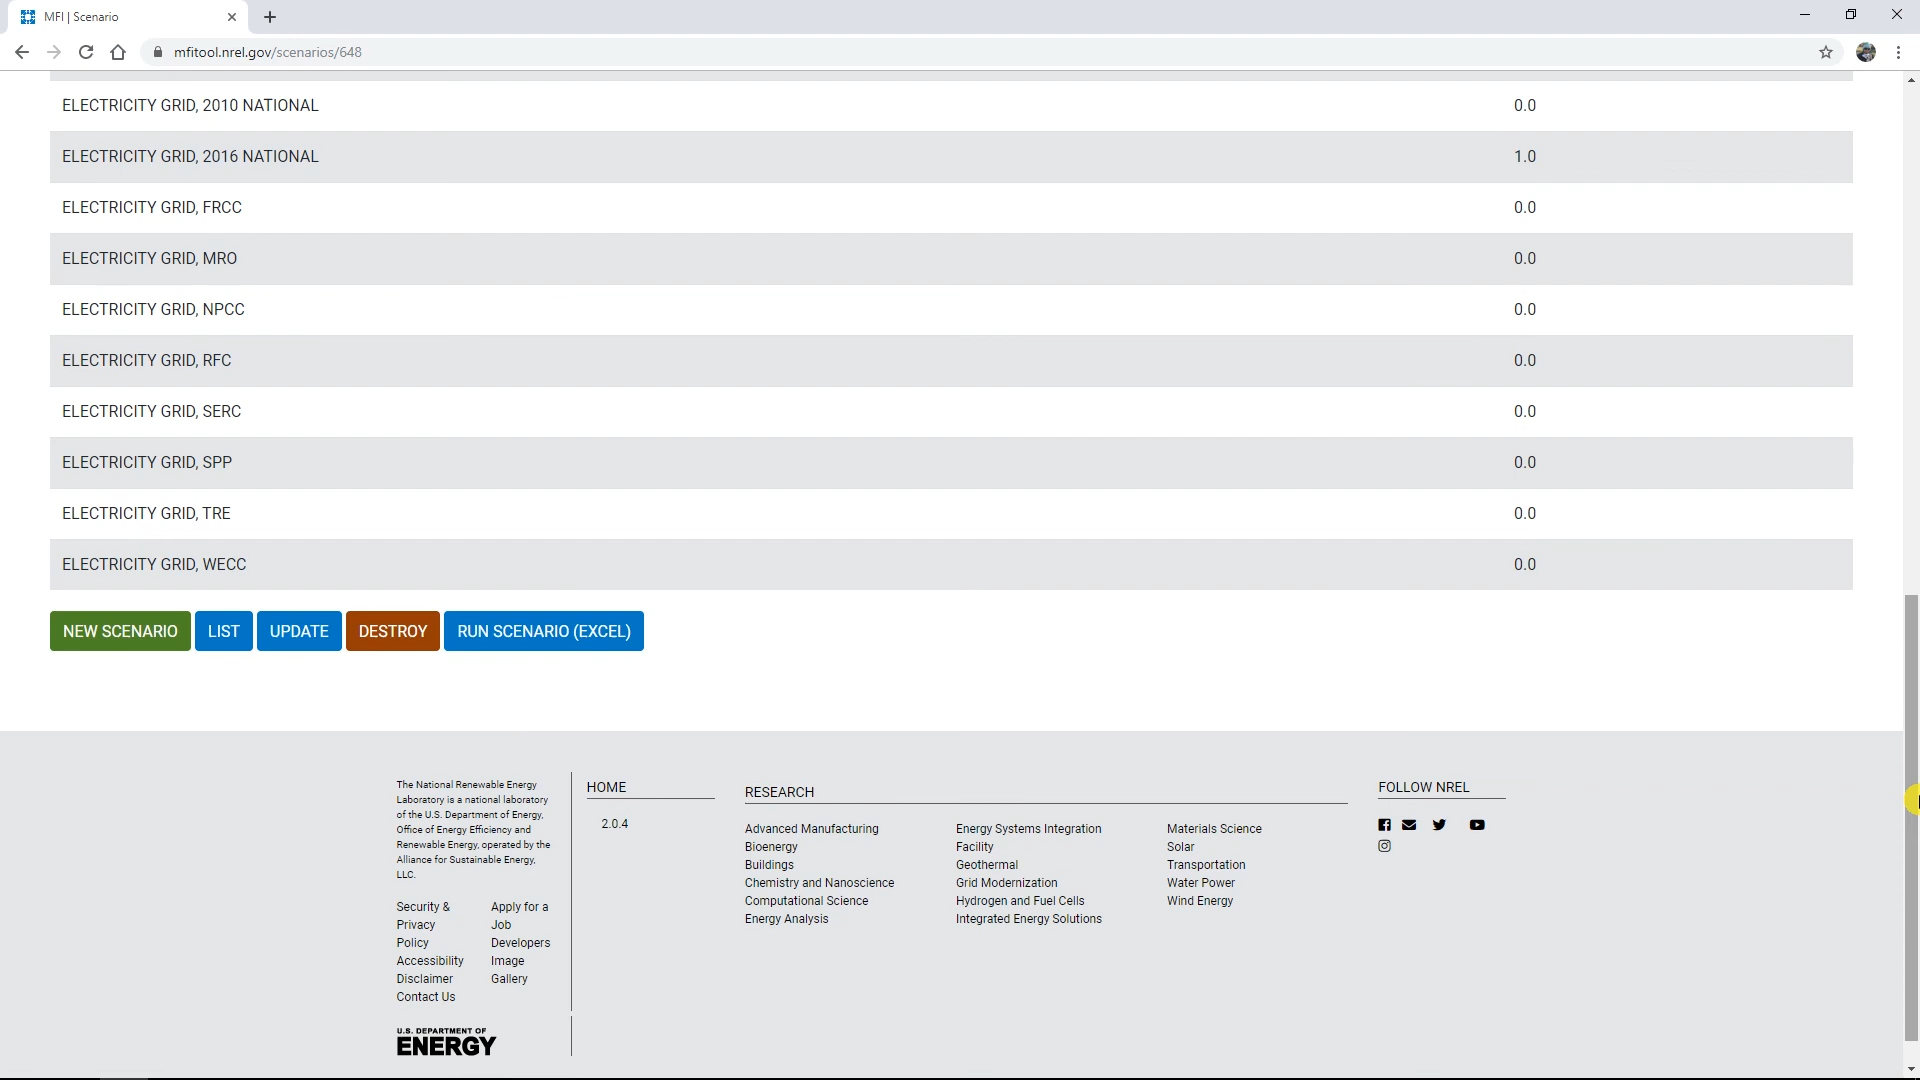 MFI | Scenario
mfitool.nrel.gov/scenarios/648
ELECTRICITY GRID, 2010 NATIONAL 0.0
ELECTRICITY GRID, 2016 NATIONAL 1.0
ELECTRICITY GRID, FRCC 0.0
ELECTRICITY GRID, MRO 0.0
ELECTRICITY GRID, NPCC 0.0
ELECTRICITY GRID, RFC 0.0
ELECTRICITY GRID, SERC 0.0
ELECTRICITY GRID, SPP 0.0
ELECTRICITY GRID, TRE 0.0
ELECTRICITY GRID, WECC 0.0
NEW SCENARIO LIST UPDATE DESTROY RUN SCENARIO (EXCEL)
The National Renewable Energy
Laboratory is a national laboratory
of the U.S. Department of Energy,
Office of Energy Efficiency and
Renewable Energy, operated by the
Alliance for Sustainable Energy,
LLC.
Security &
Privacy
Policy
Accessibility
Disclaimer
Contact Us
Apply for a
Job
Developers
Image
Gallery
U.S. DEPARTMENT OF
ENERGY
HOME
2.0.4
RESEARCH
Advanced Manufacturing
Bioenergy
Buildings
Chemistry and Nanoscience
Computational Science
Energy Analysis
Energy Systems Integration
Facility
Geothermal
Grid Modernization
Hydrogen and Fuel Cells
Integrated Energy Solutions
Materials Science
Solar
Transportation
Water Power
Wind Energy
FOLLOW NREL